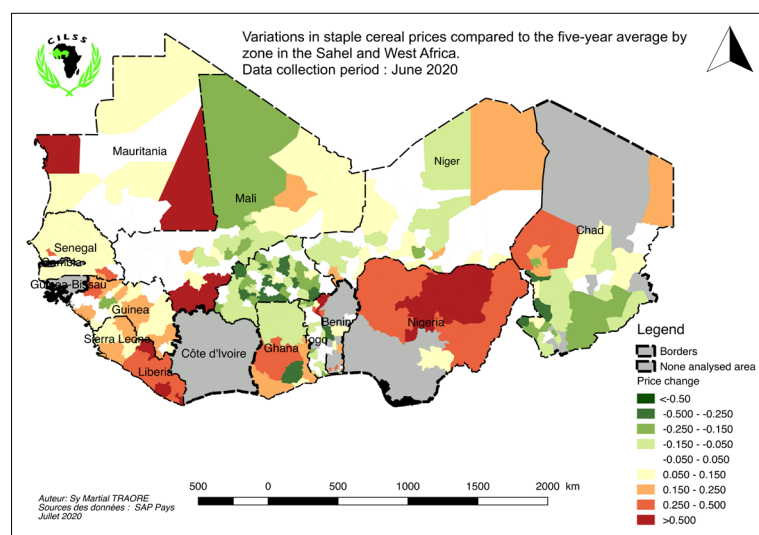 CILSS
Variations in staple cereal prices compared to the five-year average by
zone in the Sahel and West Africa.
Data collection period : June 2020
Mauritania
Mali
Niger
Chad
Senegal
Gambia
Guinea-Bissau
Guinea
Sierra Leone
Liberia
Côte d'Ivoire
Ghana
Togo
Benin
Nigeria
Legend
Borders
None analysed area
Price change
<-0.50
-0.500 - -0.250
-0.250 - -0.150
-0.150 - -0.050
-0.050 - 0.050
0.050 - 0.150
0.150 - 0.250
0.250 - 0.500
>0.500
500 0 500 1000 1500 2000 km
Auteur: Sy Martial TRAORE
Sources des données : SAP Pays
Jullet 2020